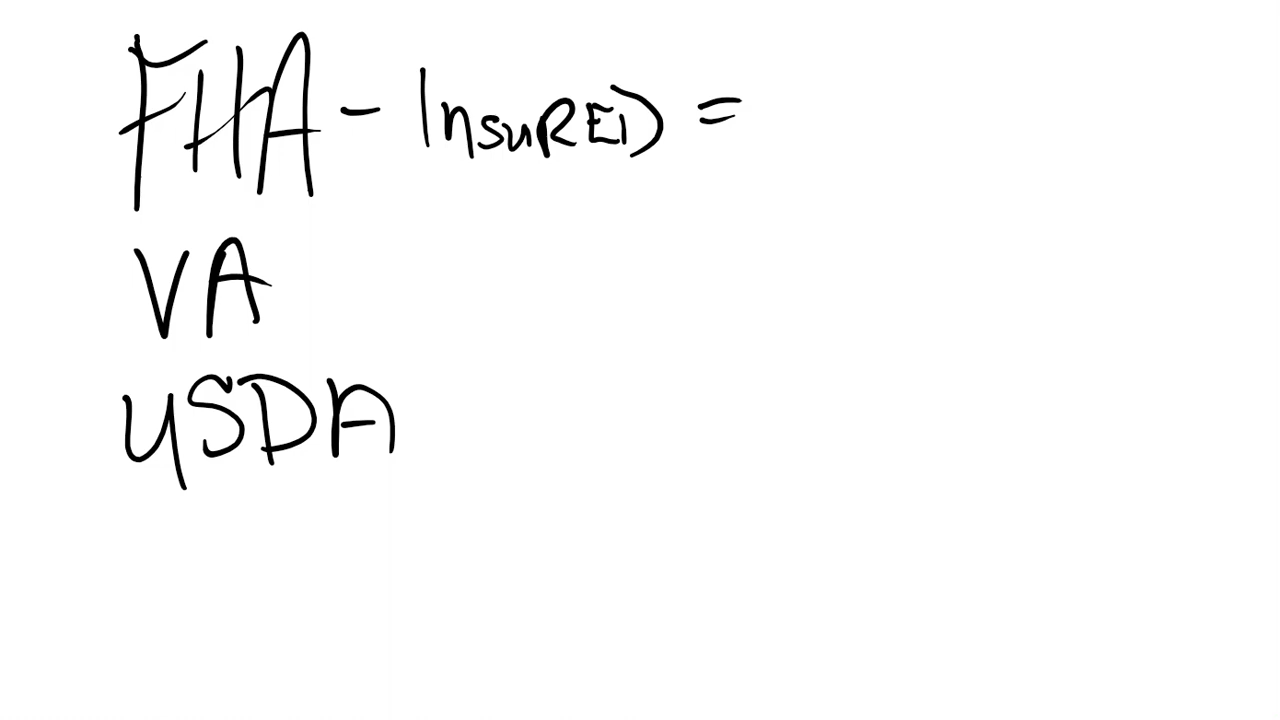 FHA - InsuRED =
VA
USDA